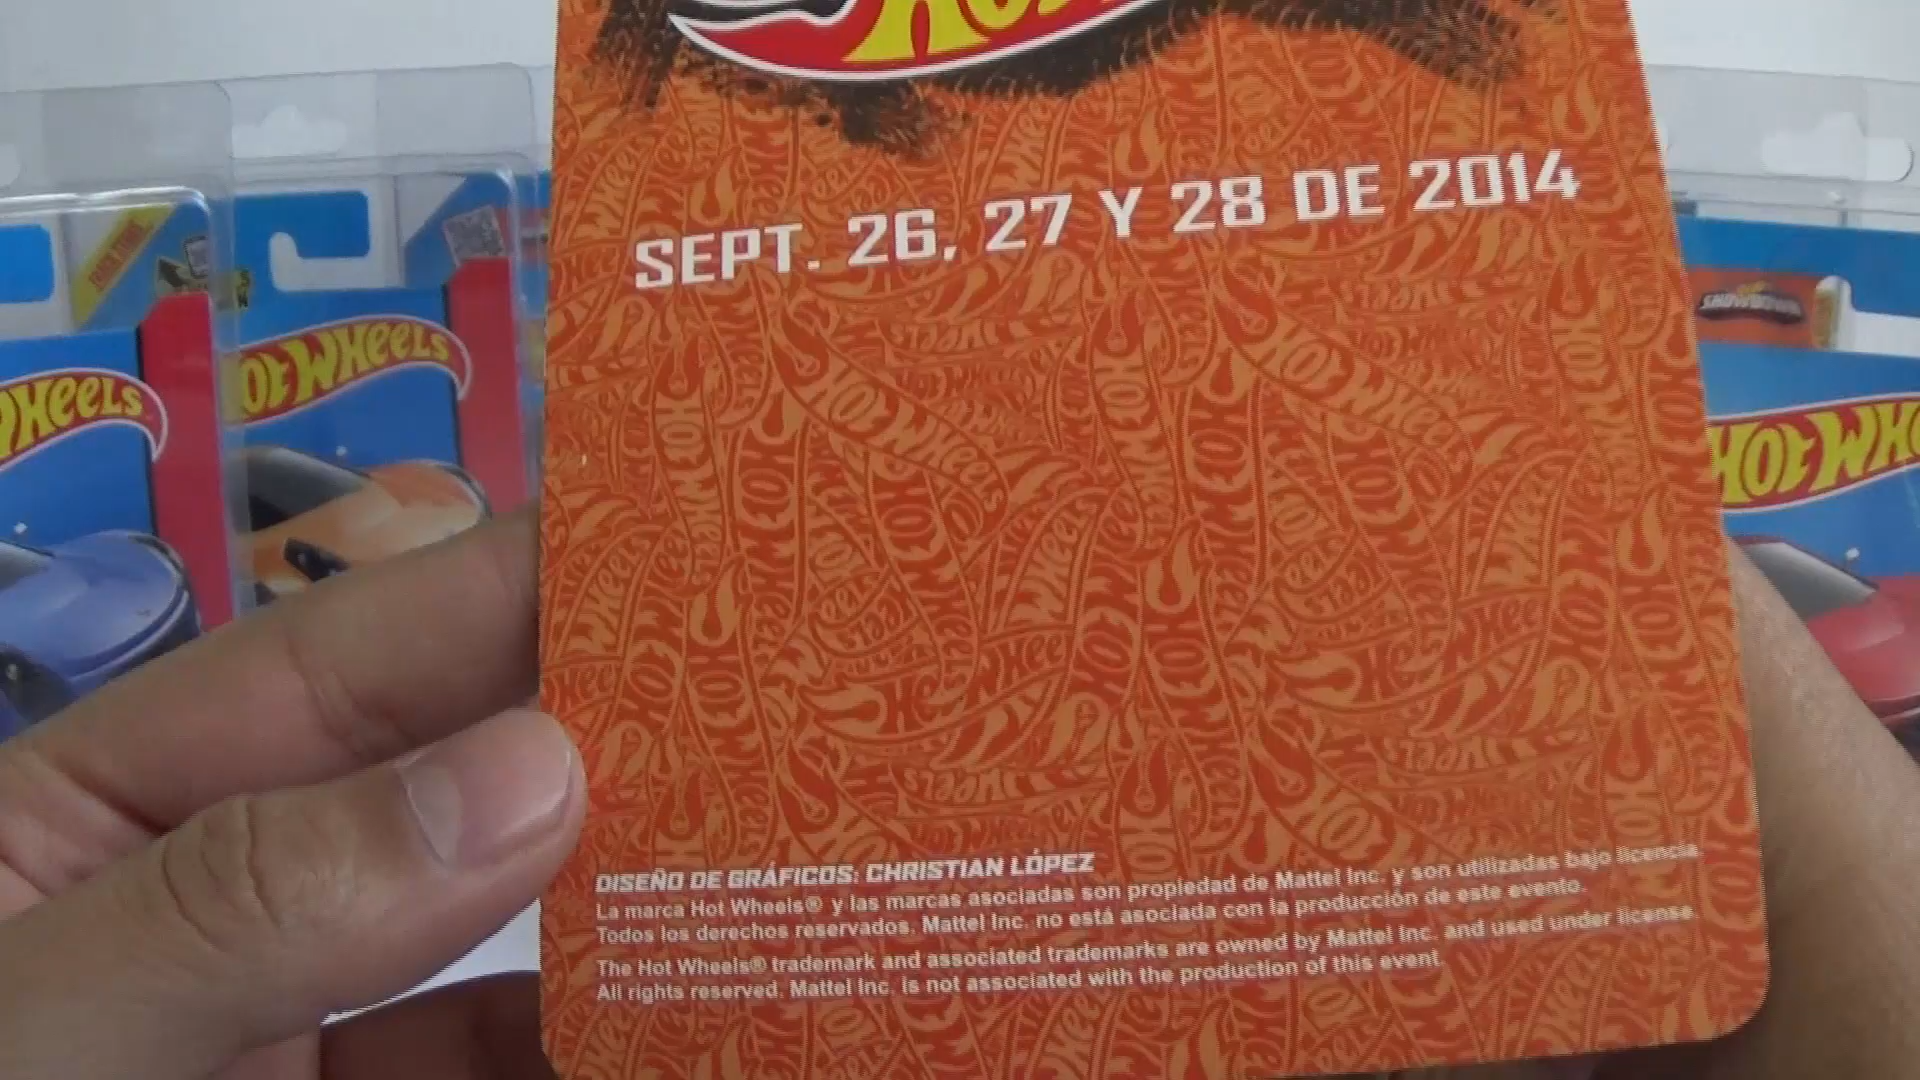 SEPT. 26, 27 Y 28 DE 2014
DISEÑO DE GRÁFICOS: CHRISTIAN LÓPEZ
La marca Hot Wheels® y las marcas asociadas son propiedad de Mattel Inc. y son utilizadas bajo licencia
Todos los derechos reservados. Mattel Inc. no está asociada con la producción de este evento.
The Hot Wheels® trademark and associated trademarks are owned by Mattel Inc. and used under license
All rights reserved. Mattel Inc. is not associated with the production of this event
WHEELS
HOT WHEELS
SHOWDOWN
HOT WHE